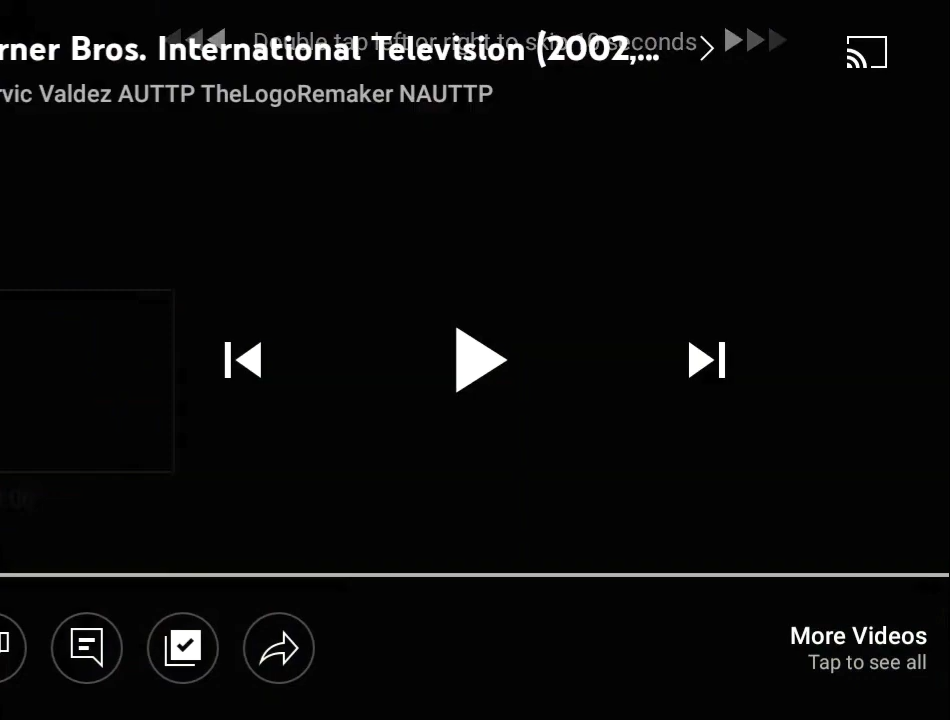 Double tap left or right to skip 10 seconds
rner Bros. International Television (2002,...
rvic Valdez AUTTP TheLogoRemaker NAUTTP
More Videos
Tap to see all